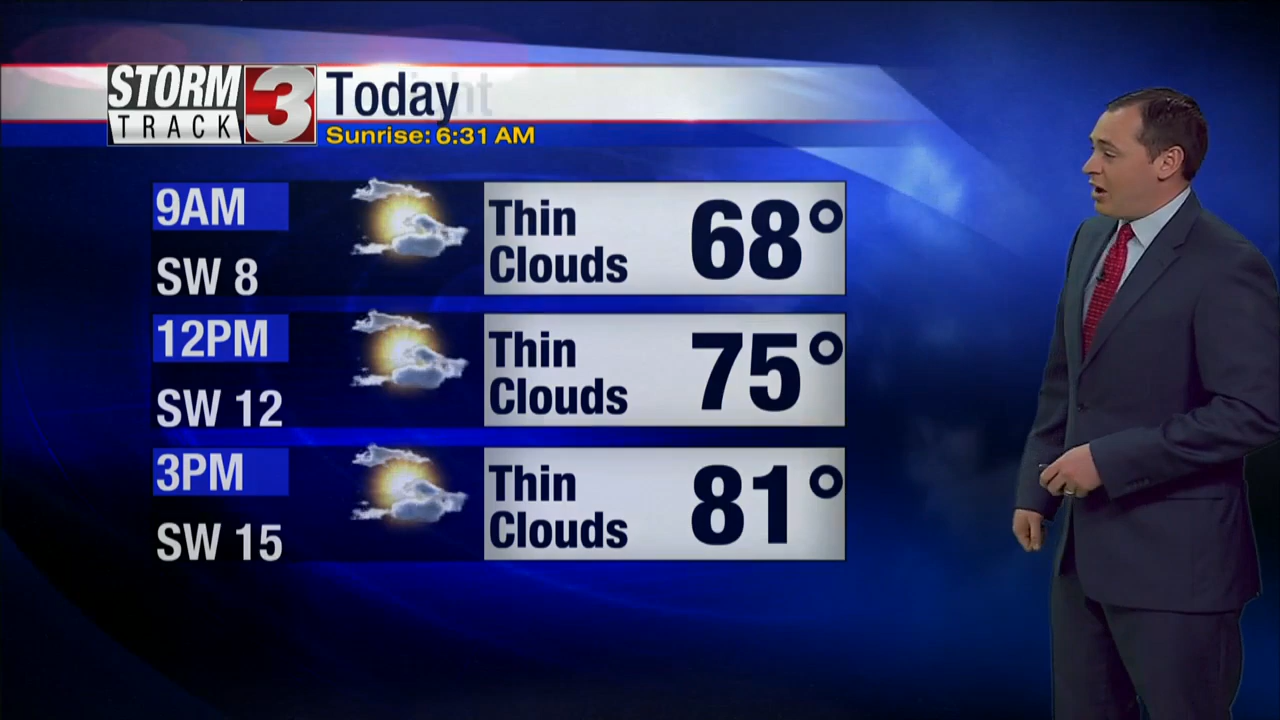 STORM
TRACK
3
Today
Sunrise: 6:31 AM
9AM
SW 8
Thin
Clouds
68°
12PM
SW 12
Thin
Clouds
75°
3PM
SW 15
Thin
Clouds
81°